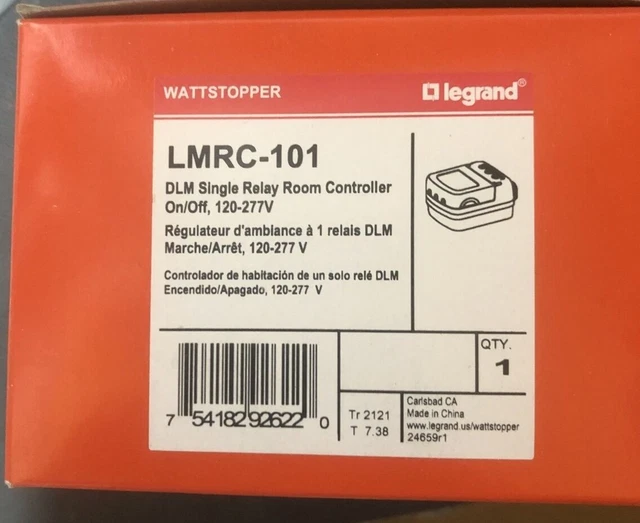 WATTSTOPPER
legrand®
LMRC-101
DLM Single Relay Room Controller
On/Off, 120-277V
Régulateur d'ambiance à 1 relais DLM
Marche/Arrêt, 120-277 V
Controlador de habitación de un solo relé DLM
Encendido/Apagado, 120-277 V
QTY.
1
7 54182 92622 0
Tr 2121
T 7.38
Carlsbad CA
Made in China
www.legrand.us/wattstopper
24659r1